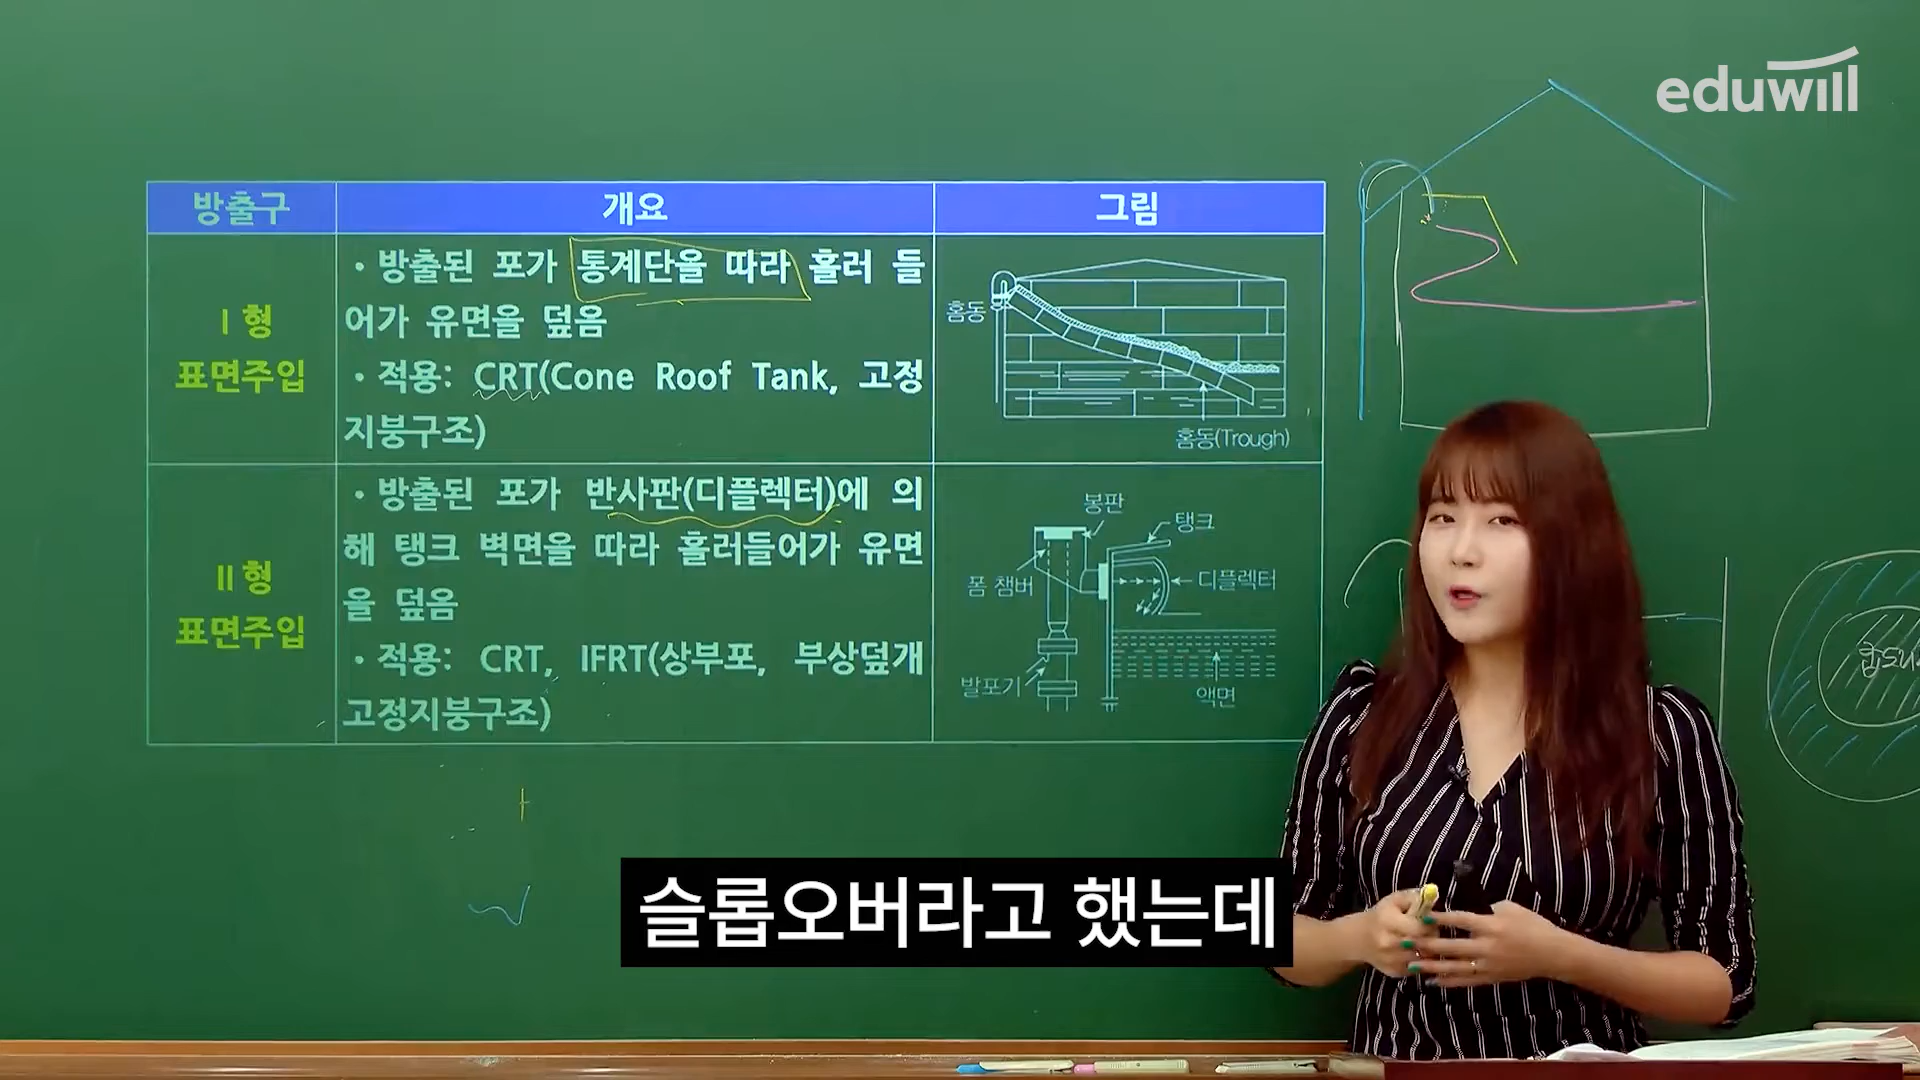 eduwill
방출구 개요 그림
Ⅰ형
표면주입
• 방출된 포가 통계단을 따라 흘러 들
어가 유면을 덮음
• 적용: CRT(Cone Roof Tank, 고정
지붕구조)
홈통
홈통(Trough)
Ⅱ형
표면주입
• 방출된 포가 반사판(디플렉터)에 의
해 탱크 벽면을 따라 흘러들어가 유면
을 덮음
• 적용: CRT, IFRT(상부포, 부상덮개
고정지붕구조)
봉판
탱크
폼 챔버
디플렉터
발포기
액면
슬롭오버라고 했는데